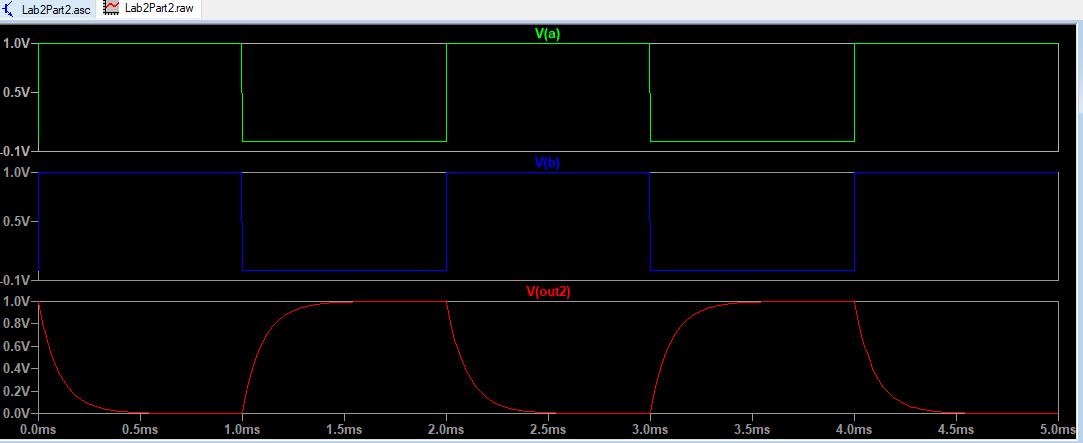 Lab2Part2.asc Lab2Part2.raw
V(a)
1.0V
0.5V
-0.1V
V(b)
1.0V
0.5V
-0.1V
V(out2)
1.0V
0.8V
0.6V
0.4V
0.2V
0.0V
0.0ms 0.5ms 1.0ms 1.5ms 2.0ms 2.5ms 3.0ms 3.5ms 4.0ms 4.5ms 5.0ms